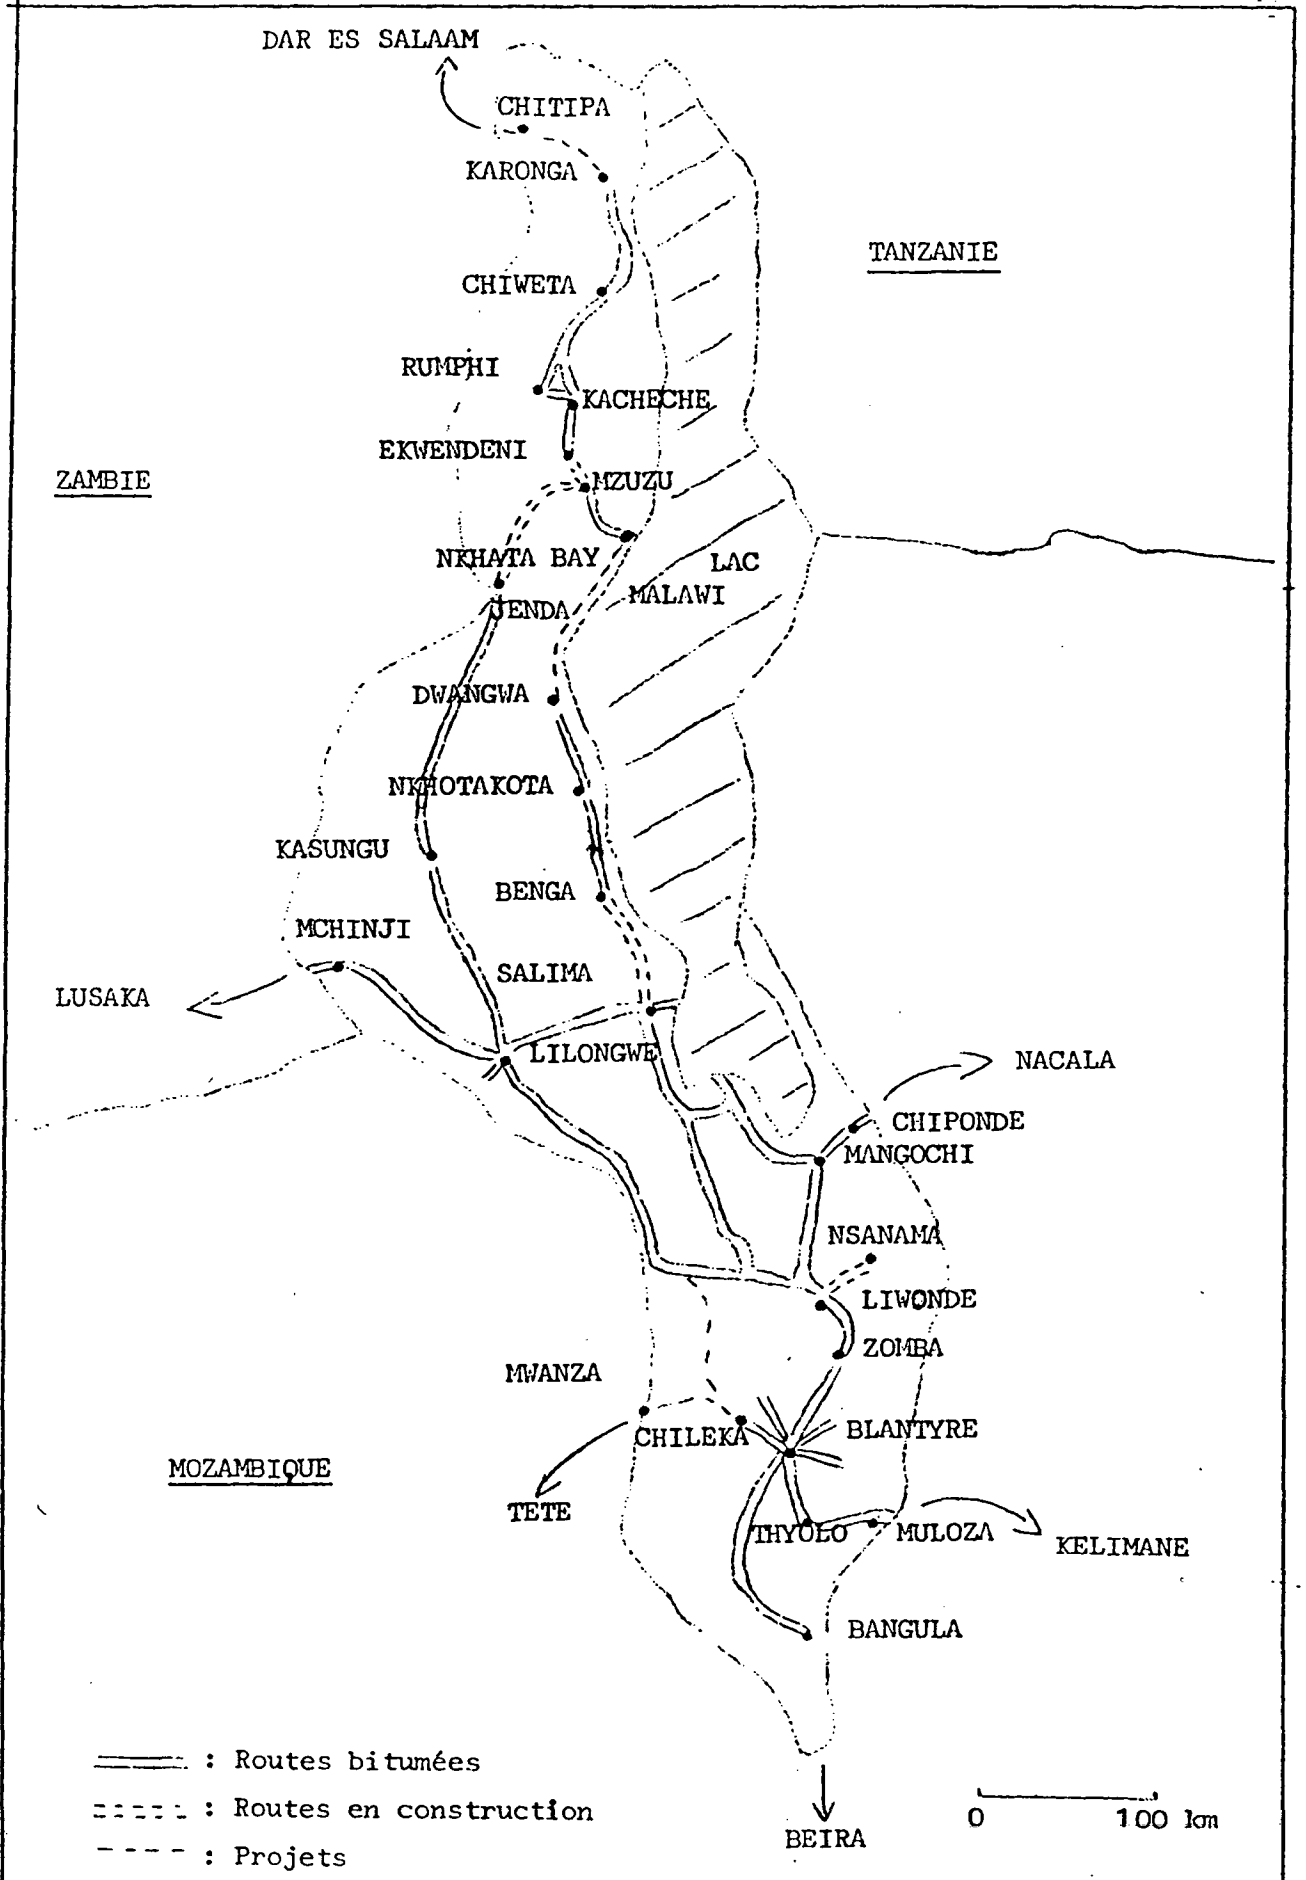 DAR ES SALAAM
CHITIPA
KARONGA
TANZANIE
CHIWETA
RUMPHI
KACHECHE
EKWENDENI
ZAMBIE
MZUZU
NKHATA BAY
LAC
MALAWI
JENDA
DWANGWA
NKHOTAKOTA
KASUNGU
BENGA
MCHINJI
SALIMA
LUSAKA
LILONGWE
NACALA
CHIPONDE
MANGOCHI
NSANAMA
LIWONDE
ZOMBA
MWANZA
BLANTYRE
CHILEKA
MOZAMBIQUE
TETE
THYOLO
MULOZA
KELIMANE
BANGULA
: Routes bitumées
: Routes en construction
: Projets
0 100 km
BEIRA